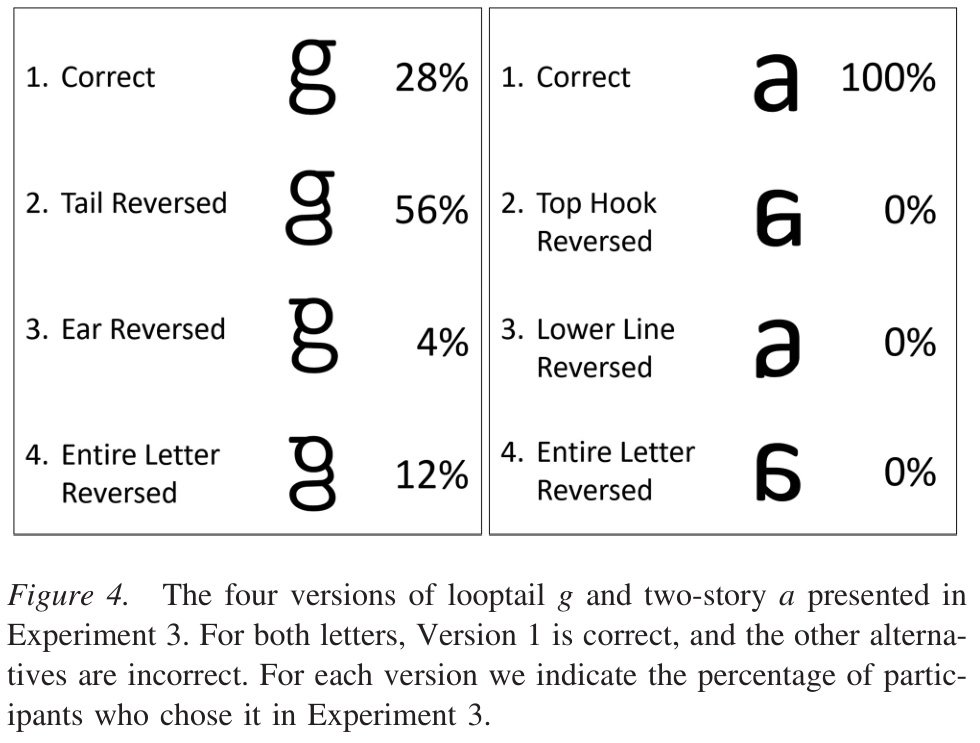 1. Correct g 28%
2. Tail Reversed g 56%
3. Ear Reversed g 4%
4. Entire Letter g 12%
Reversed
1. Correct a 100%
2. Top Hook a 0%
Reversed
3. Lower Line a 0%
Reversed
4. Entire Letter a 0%
Reversed
Figure 4. The four versions of looptail g and two-story a presented in
Experiment 3. For both letters, Version 1 is correct, and the other alterna-
tives are incorrect. For each version we indicate the percentage of partic-
ipants who chose it in Experiment 3.